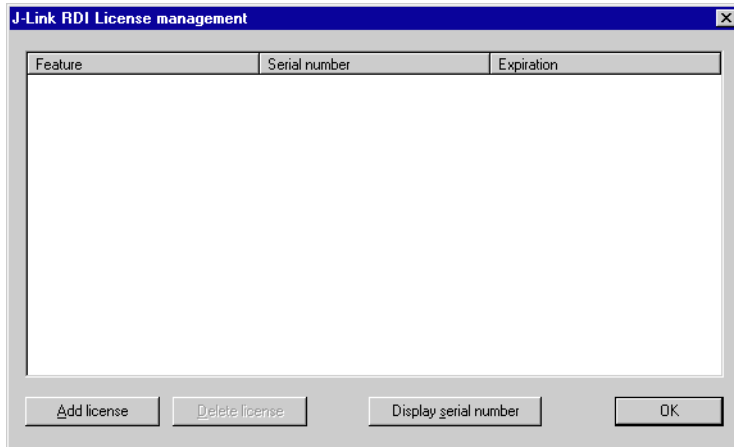 J-Link RDI License management
Feature Serial number Expiration
Add license Delete license Display serial number OK